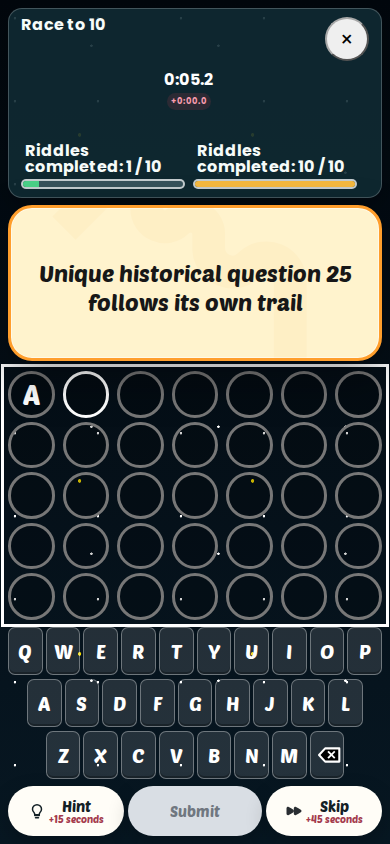 Race to 10
×
0:05.2
+0:00.0
Riddles
completed: 1 / 10
Riddles
completed: 10 / 10
Unique historical question 25
follows its own trail
A
Q W E R T Y U I O P
A S D F G H J K L
Z X C V B N M
Hint
+15 seconds
Submit
Skip
+45 seconds